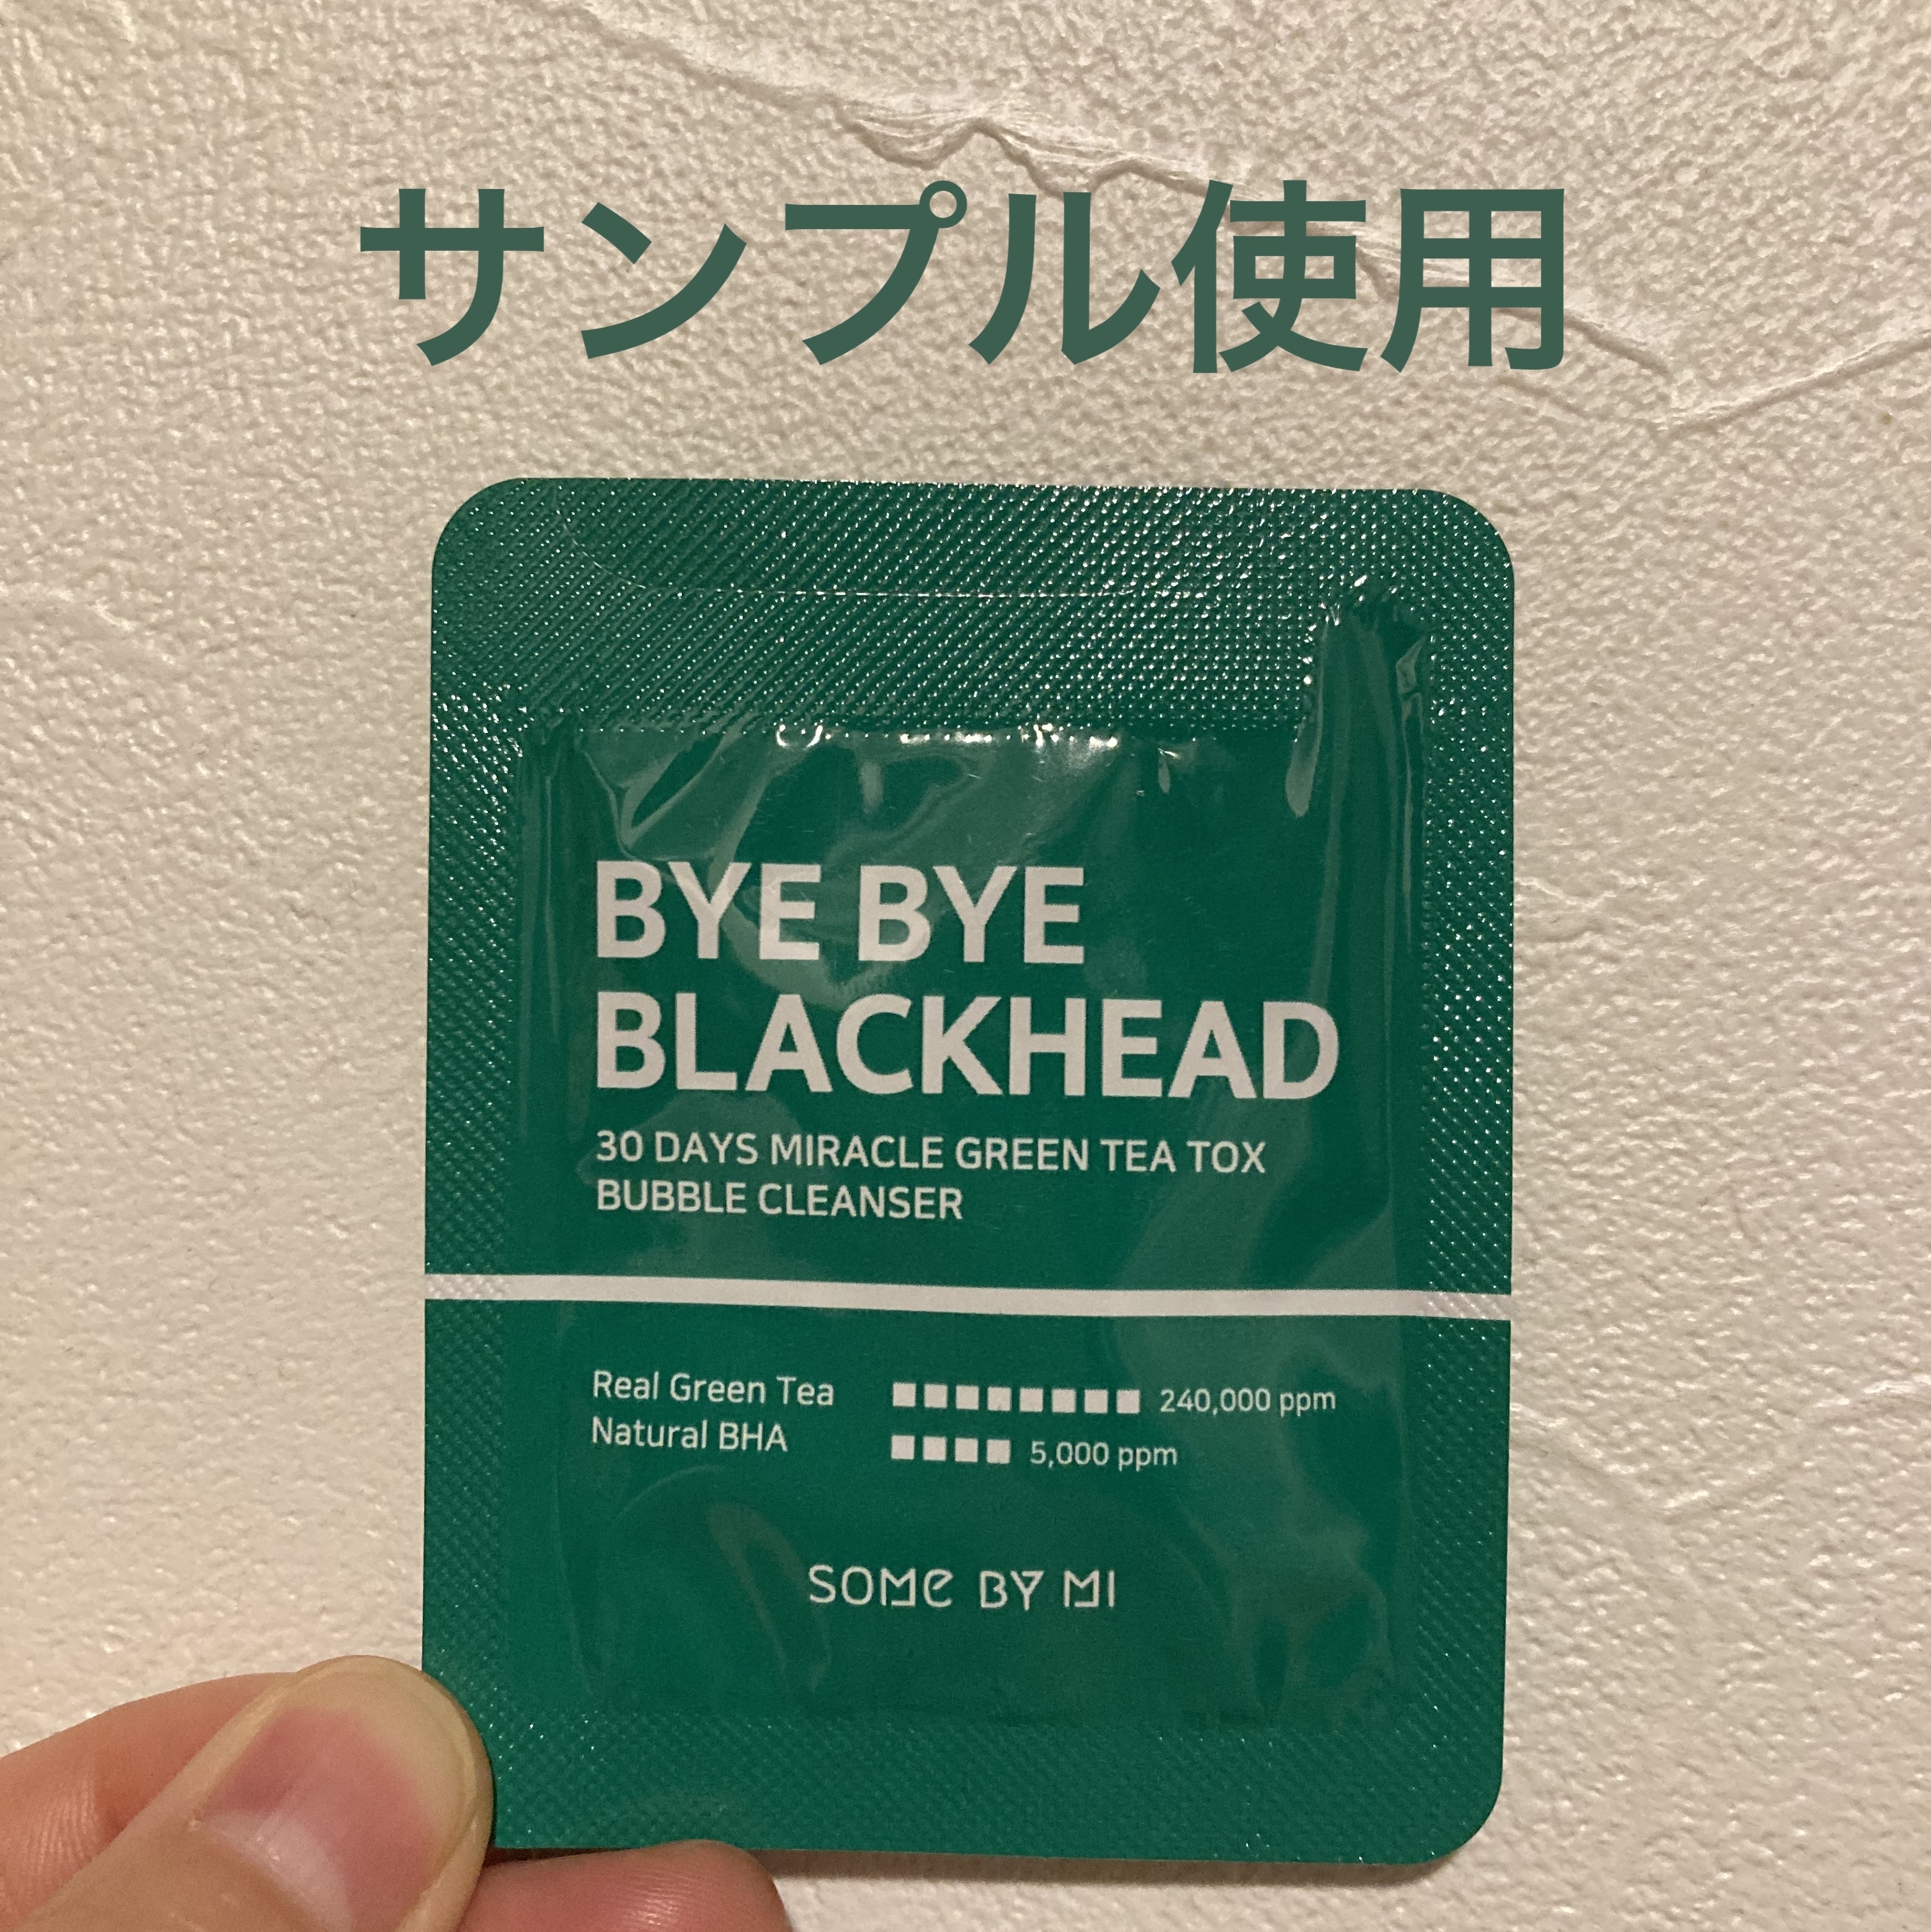 サンプル使用
BYE BYE
BLACKHEAD
30 DAYS MIRACLE GREEN TEA TOX
BUBBLE CLEANSER
Real Green Tea 240,000 ppm
Natural BHA 5,000 ppm
SOME BY MI